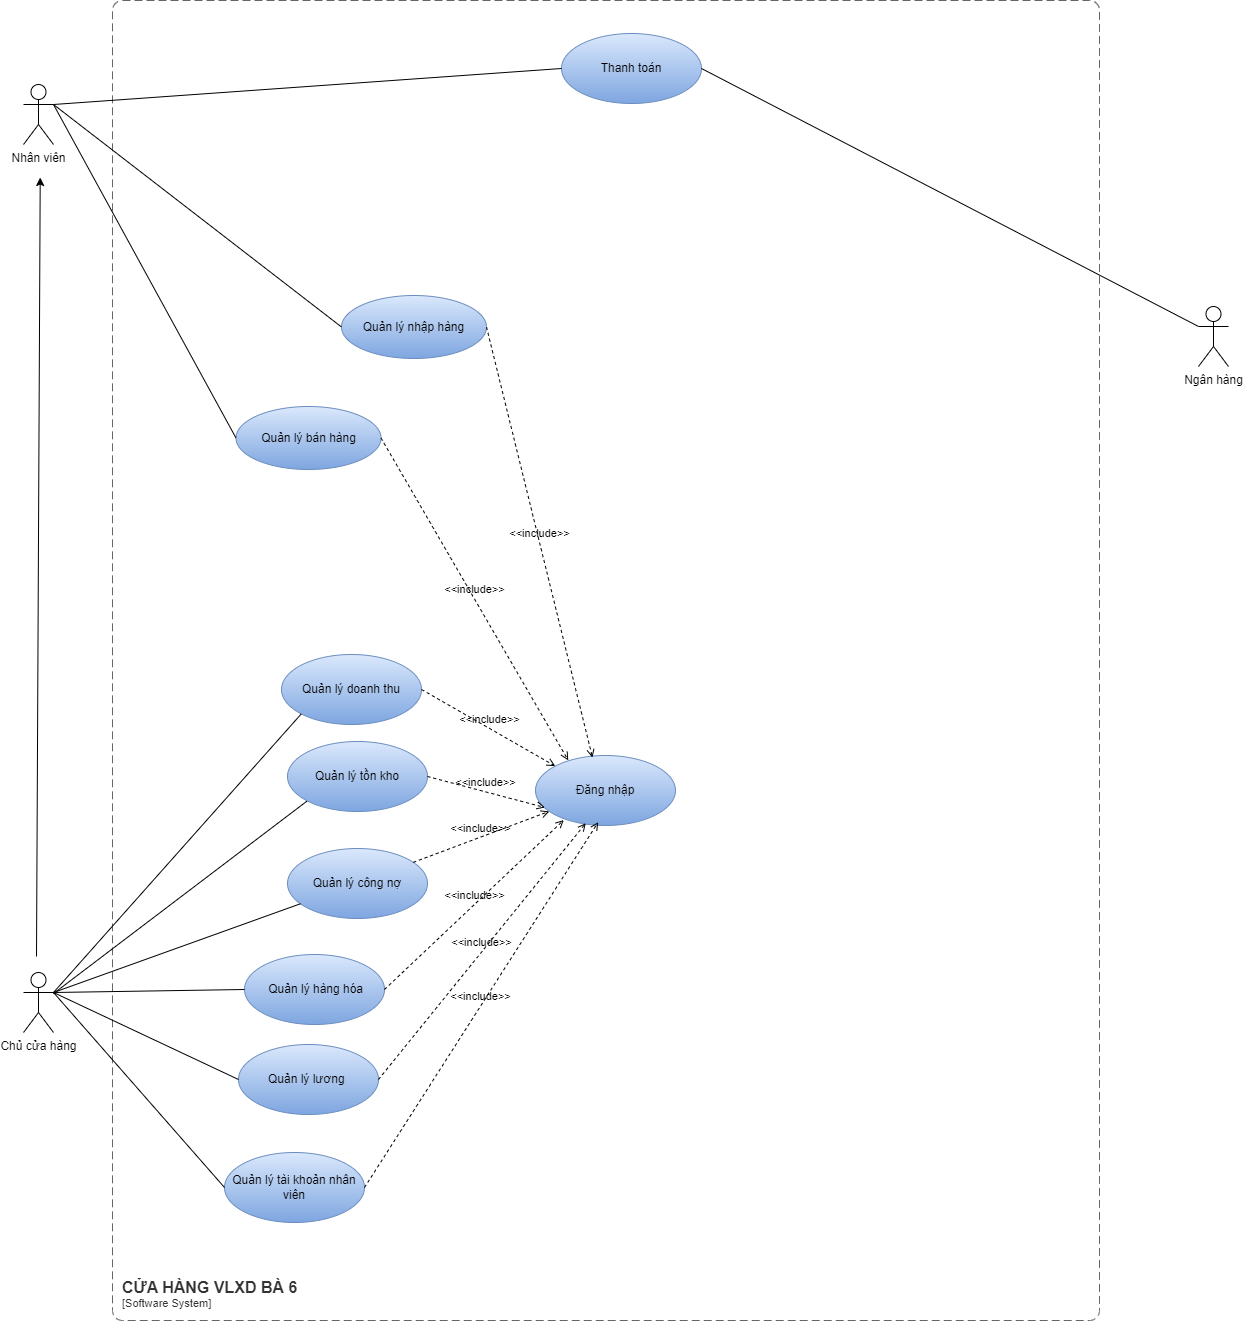 Thanh toán
Nhân viên
Quản lý nhập hàng
Ngân hàng
Quản lý bán hàng
<<include>>
<<include>>
Quản lý doanh thu
<<include>>
Quản lý tồn kho
<<include>>
Đăng nhập
<<include>>
Quản lý công nợ
<<include>>
<<include>>
Quản lý hàng hóa
<<include>>
Chủ cửa hàng
Quản lý lương
Quản lý tài khoản nhân
viên
CỬA HÀNG VLXD BÀ 6
[Software System]